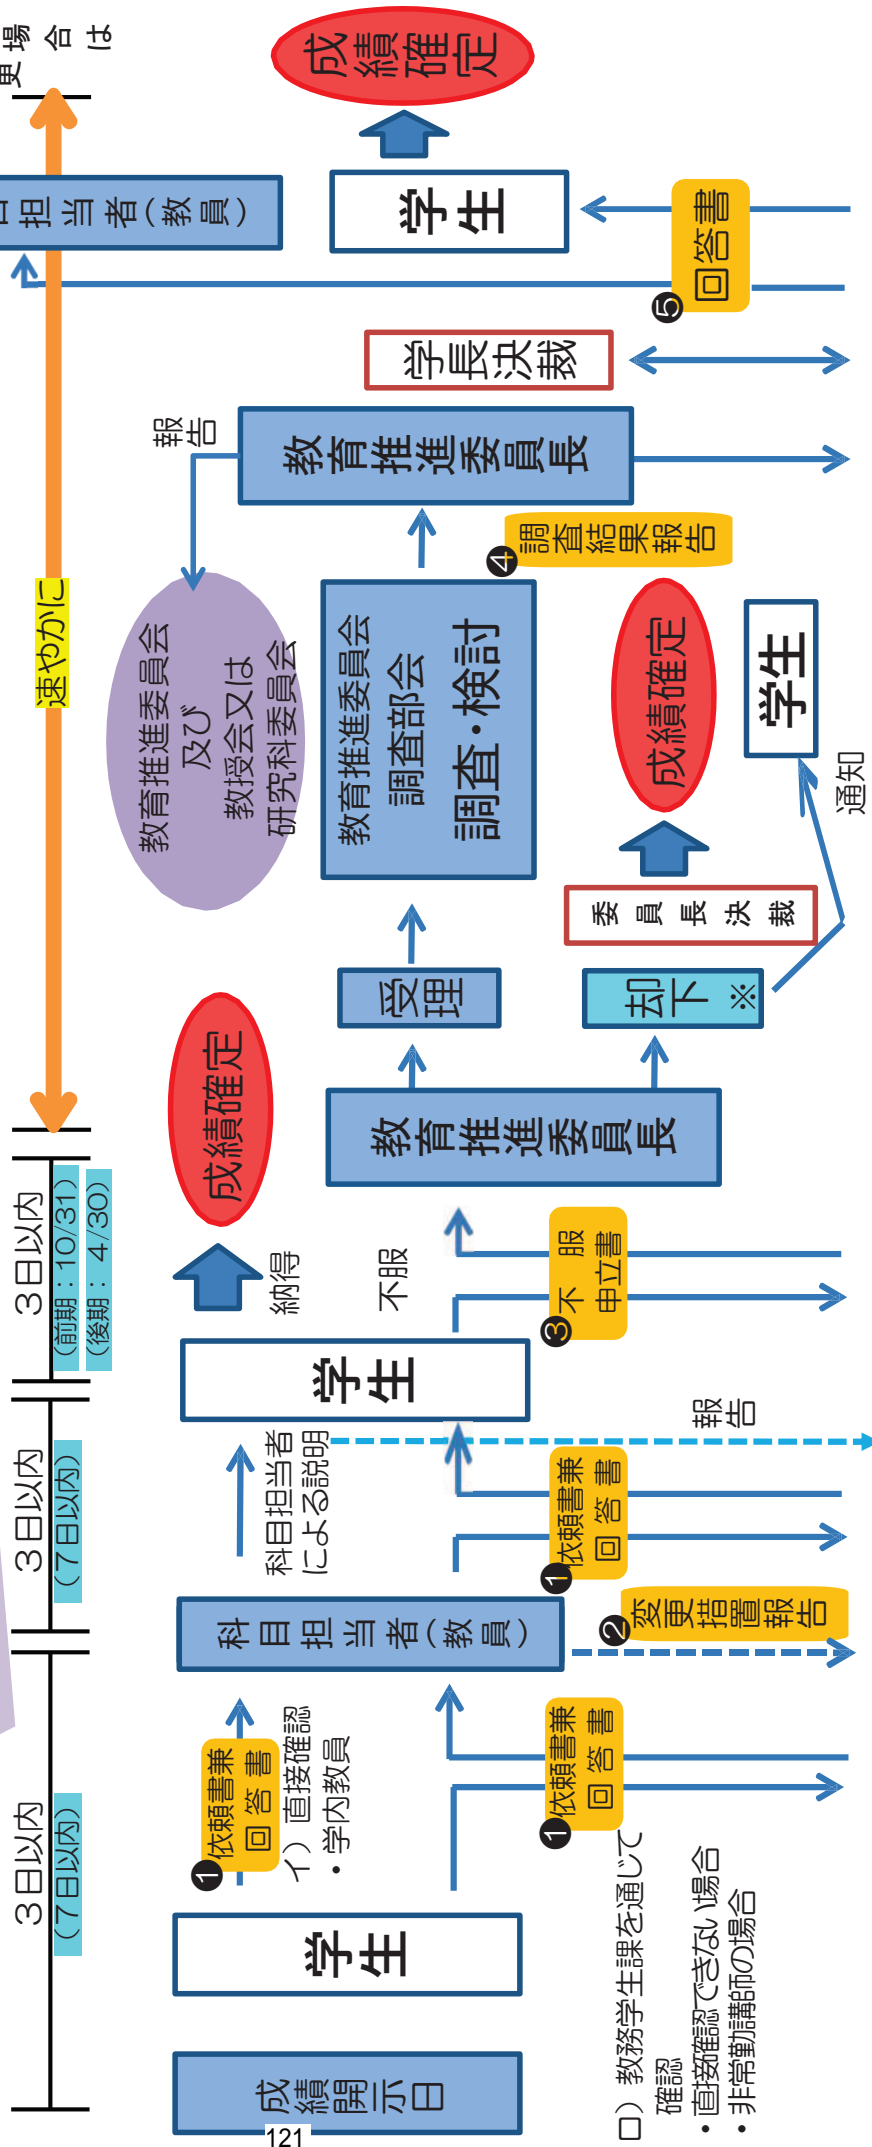 成績開示日
学生
3日以内
(7日以内)
❶依頼書兼
回答書
イ) 直接確認
・学内教員
❶依頼書兼
回答書
ロ) 教務学生課を通じて
確認
・直接確認できない場合
・非常勤講師の場合
科目担当者(教員)
❷変更措置報告
3日以内
(7日以内)
科目担当者
による説明
❶依頼書兼
回答書
報告
学生
3日以内
(前期:10/31)
(後期: 4/30)
納得
成績確定
不服
❸不服
申立書
教育推進委員長
受理
却下※
委員長決裁
成績確定
通知
学生
速やかに
教育推進委員会
調査部会
調査・検討
❹調査結果報告
教育推進委員会
及び
教授会又は
研究科委員会
報告
教育推進委員長
学長決裁
❺回答書
目担当者(教員)
学生
成績確定
更
場合は
121